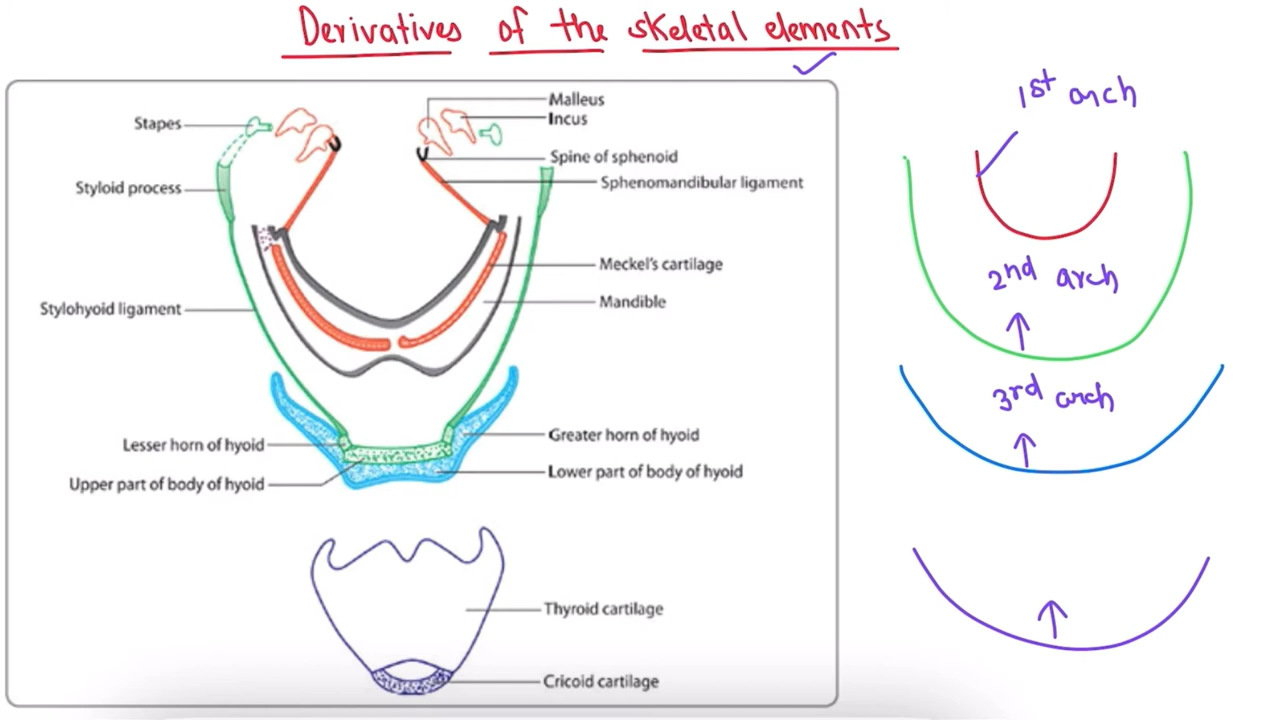 Derivatives of the skeletal elements
Malleus
Incus
Stapes
Spine of sphenoid
Sphenomandibular ligament
Styloid process
Meckel's cartilage
Mandible
Stylohyoid ligament
Lesser horn of hyoid
Greater horn of hyoid
Upper part of body of hyoid
Lower part of body of hyoid
Thyroid cartilage
Cricoid cartilage
1st arch
2nd arch
3rd arch